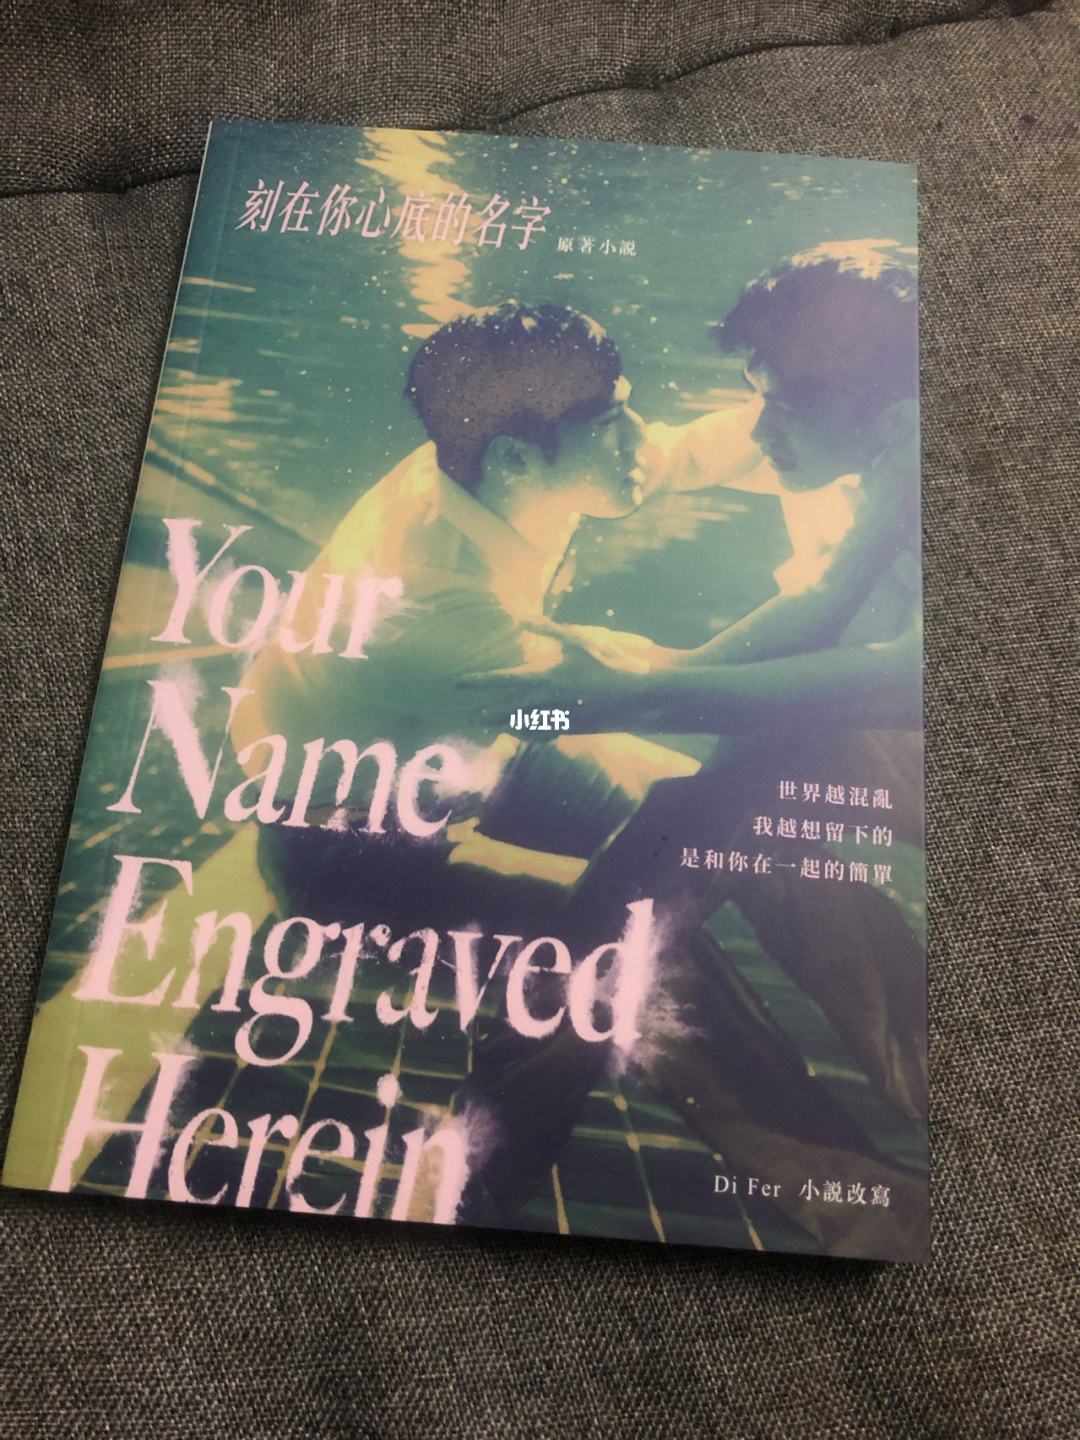 刻在你心底的名字
原著小説
Your
Name
小红书
世界越混亂
我越想留下的
是和你在一起的簡單
Engraved
Herein
Di Fer 小説改寫